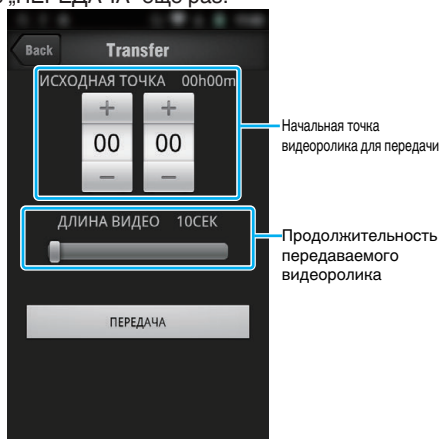 „ПЕРЕДАЧА“ еще раз.
Back Transfer
ИСХОДНАЯ ТОЧКА 00h00m
+ +
00 00
− −
Начальная точка
видеоролика для передачи
ДЛИНА ВИДЕО 10СЕК
Продолжительность
передаваемого
видеоролика
ПЕРЕДАЧА